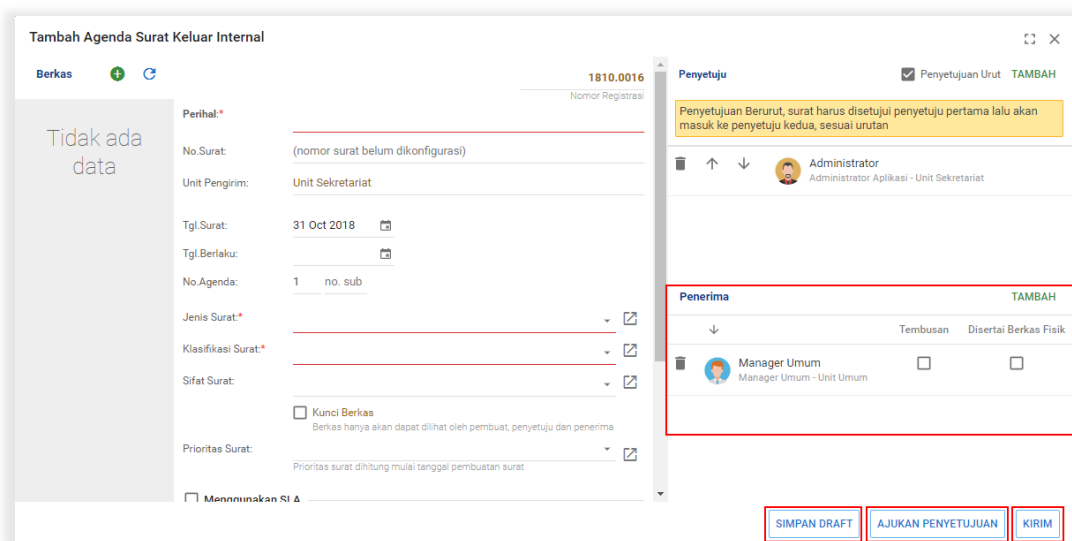 Tambah Agenda Surat Keluar Internal
Berkas
Tidak ada
data
1810.0016
Nomor Registrasi
Perihal:*
No.Surat: (nomor surat belum dikonfigurasi)
Unit Pengirim: Unit Sekretariat
Tgl.Surat: 31 Oct 2018
Tgl.Berlaku:
No.Agenda: 1 no. sub
Jenis Surat:*
Klasifikasi Surat:*
Sifat Surat:
Kunci Berkas
Berkas hanya akan dapat dilihat oleh pembuat, penyetuju dan penerima
Prioritas Surat:
Prioritas surat dihitung mulai tanggal pembuatan surat
Menggunakan SLA
Penyetuju Penyetujuan Urut TAMBAH
Penyetujuan Berurut, surat harus disetujui penyetuju pertama lalu akan
masuk ke penyetuju kedua, sesuai urutan
Administrator
Administrator Aplikasi - Unit Sekretariat
Penerima TAMBAH
Tembusan Disertai Berkas Fisik
Manager Umum
Manager Umum - Unit Umum
SIMPAN DRAFT AJUKAN PENYETUJUAN KIRIM